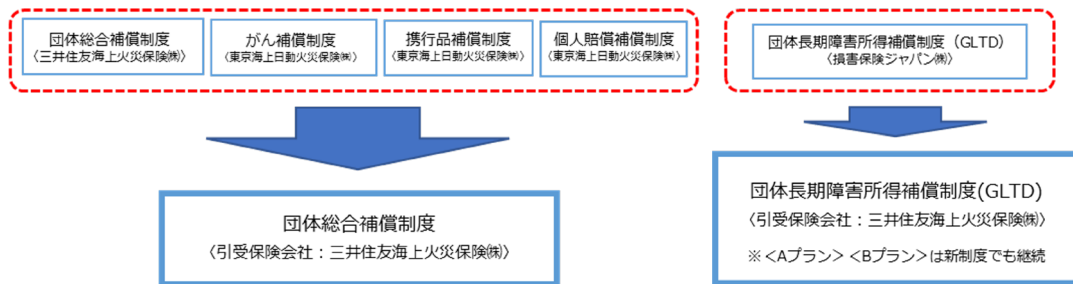 団体総合補償制度
〈三井住友海上火災保険㈱〉
がん補償制度
〈東京海上日動火災保険㈱〉
携行品補償制度
〈東京海上日動火災保険㈱〉
個人賠償補償制度
〈東京海上日動火災保険㈱〉
団体長期障害所得補償制度（GLTD）
〈損害保険ジャパン㈱〉
団体総合補償制度
〈引受保険会社：三井住友海上火災保険㈱〉
団体長期障害所得補償制度(GLTD)
〈引受保険会社：三井住友海上火災保険㈱〉
※＜Aプラン＞＜Bプラン＞は新制度でも継続